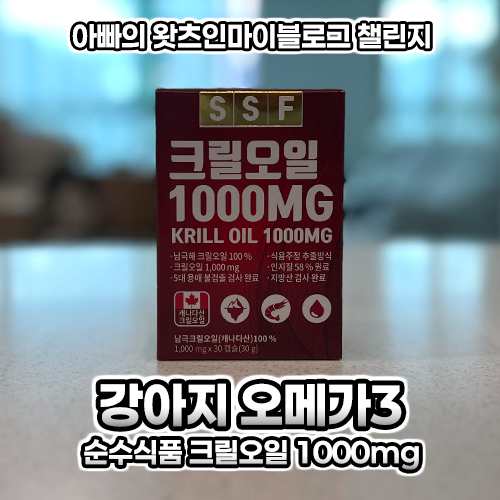 아빠의 왓츠인마이블로그 챌린지
SSF
크릴오일
1000MG
KRILL OIL 1000MG
·남극해 크릴오일 100 %
·크릴오일 1,000 mg
·5대 용매 불검출 검사 완료
·식용주정 추출방식
·인지질 58 % 원료
·지방산 검사 완료
캐나다산
크릴오일
남극크릴오일(캐나다산)100 %
1,000 mg x 30 캡슐(30 g)
강아지 오메가3
순수식품 크릴오일 1000mg